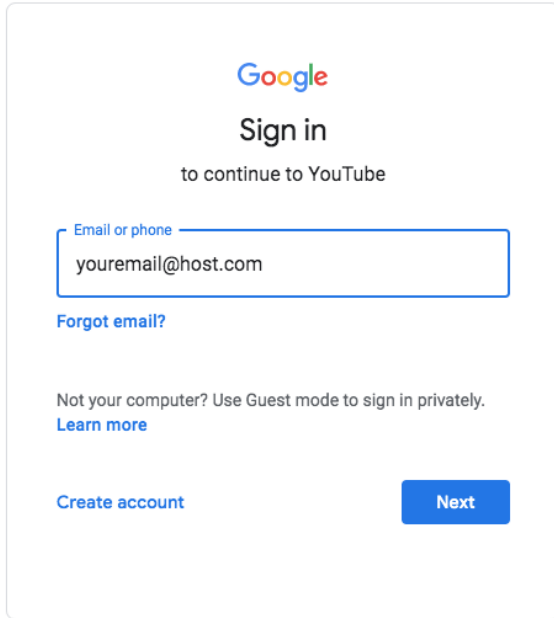 Google
Sign in
to continue to YouTube
Email or phone
youremail@host.com
Forgot email?
Not your computer? Use Guest mode to sign in privately.
Learn more
Create account
Next